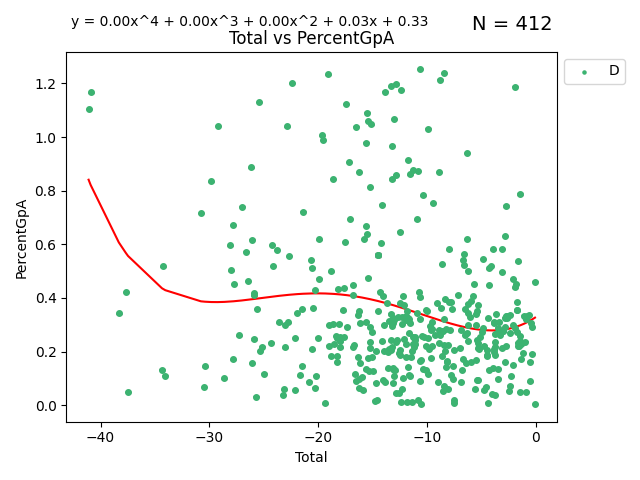 y = 0.00x^4 + 0.00x^3 + 0.00x^2 + 0.03x + 0.33
N = 412
Total vs PercentGpA
D
PercentGpA
1.2
1.0
0.8
0.6
0.4
0.2
0.0
−40
−30
−20
−10
0
Total